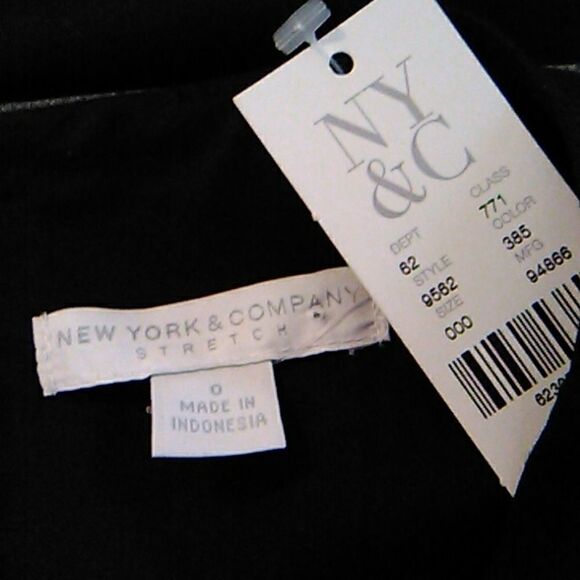 NY
&C
DEPT
CLASS
62
771
STYLE
COLOR
9562
385
SIZE
MFG
000
94866
NEW YORK & COMPANY
STRETCH
0
MADE IN
INDONESIA